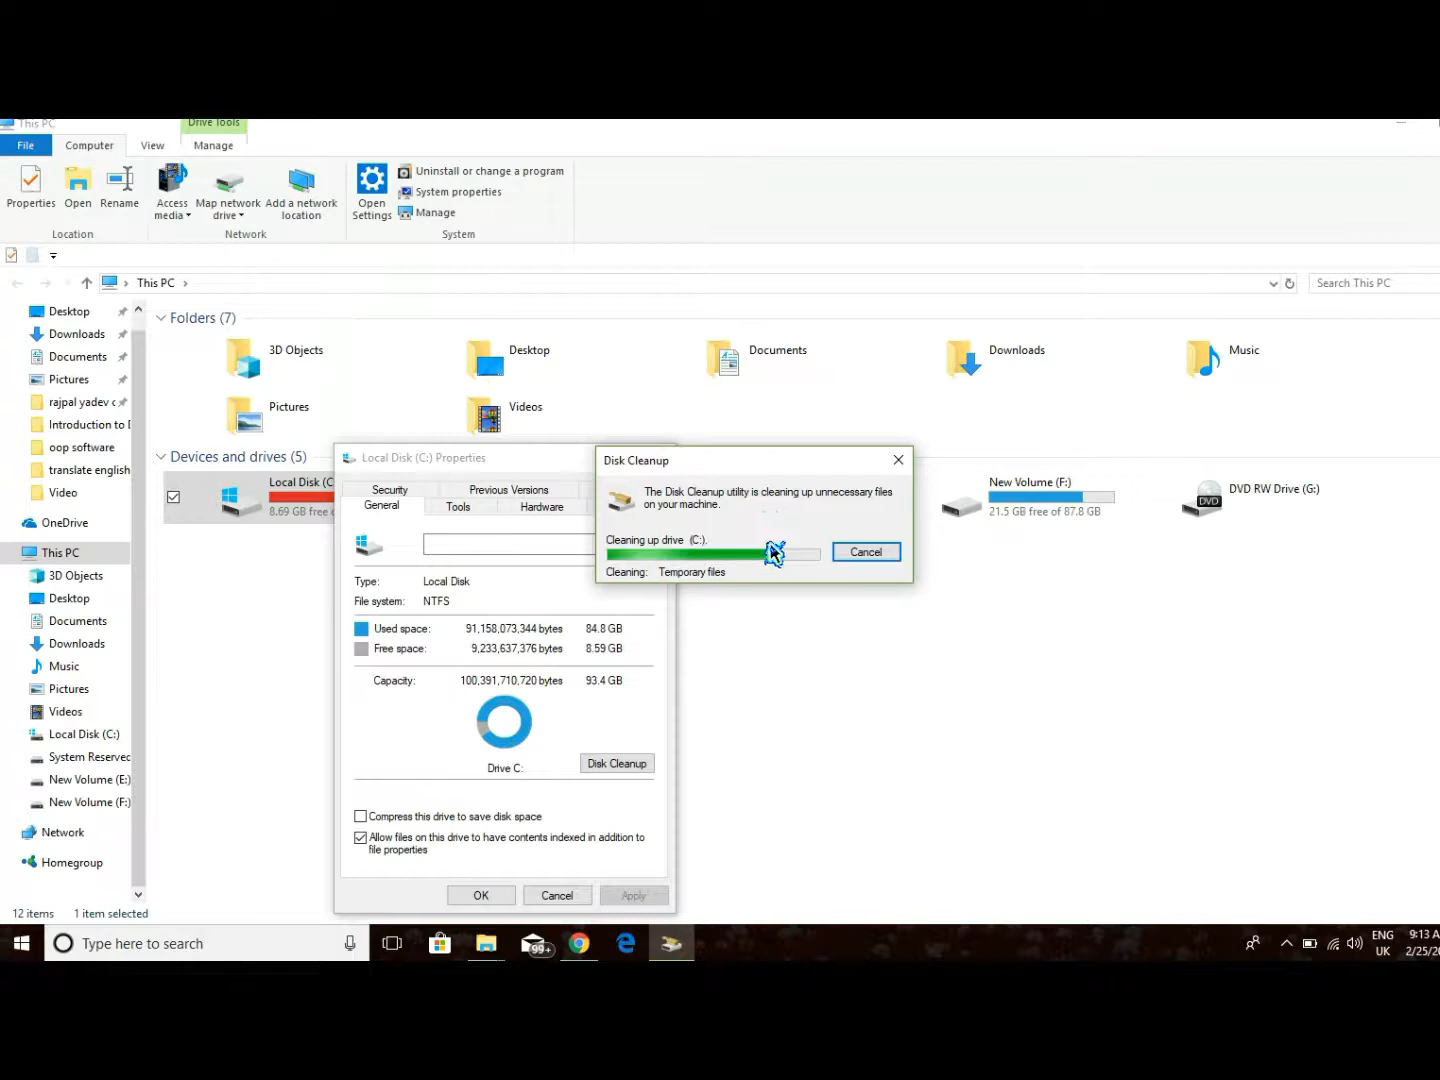 This PC
Drive Tools
File
Computer
View
Manage
Properties
Open
Rename
Access media
Map network drive
Add a network location
Open Settings
Uninstall or change a program
System properties
Manage
Location
Network
System
This PC
Search This PC
Desktop
Downloads
Documents
Pictures
rajpal yadev c
Introduction to D
oop software
translate english
Video
OneDrive
This PC
3D Objects
Desktop
Documents
Downloads
Music
Pictures
Videos
Local Disk (C:)
System Reserved
New Volume (E:)
New Volume (F:)
Network
Homegroup
Folders (7)
3D Objects
Desktop
Documents
Downloads
Music
Pictures
Videos
Devices and drives (5)
Local Disk (C
8.69 GB free
New Volume (F:)
21.5 GB free of 87.8 GB
DVD RW Drive (G:)
DVD
Local Disk (C:) Properties
Security
Previous Versions
General
Tools
Hardware
Type:
Local Disk
File system:
NTFS
Used space:
91,158,073,344 bytes
84.8 GB
Free space:
9,233,637,376 bytes
8.59 GB
Capacity:
100,391,710,720 bytes
93.4 GB
Drive C:
Disk Cleanup
Compress this drive to save disk space
Allow files on this drive to have contents indexed in addition to
file properties
OK
Cancel
Apply
Disk Cleanup
The Disk Cleanup utility is cleaning up unnecessary files
on your machine.
Cleaning up drive (C:).
Cancel
Cleaning: Temporary files
12 items
1 item selected
Type here to search
99+
ENG
UK
9:13 A
2/25/2